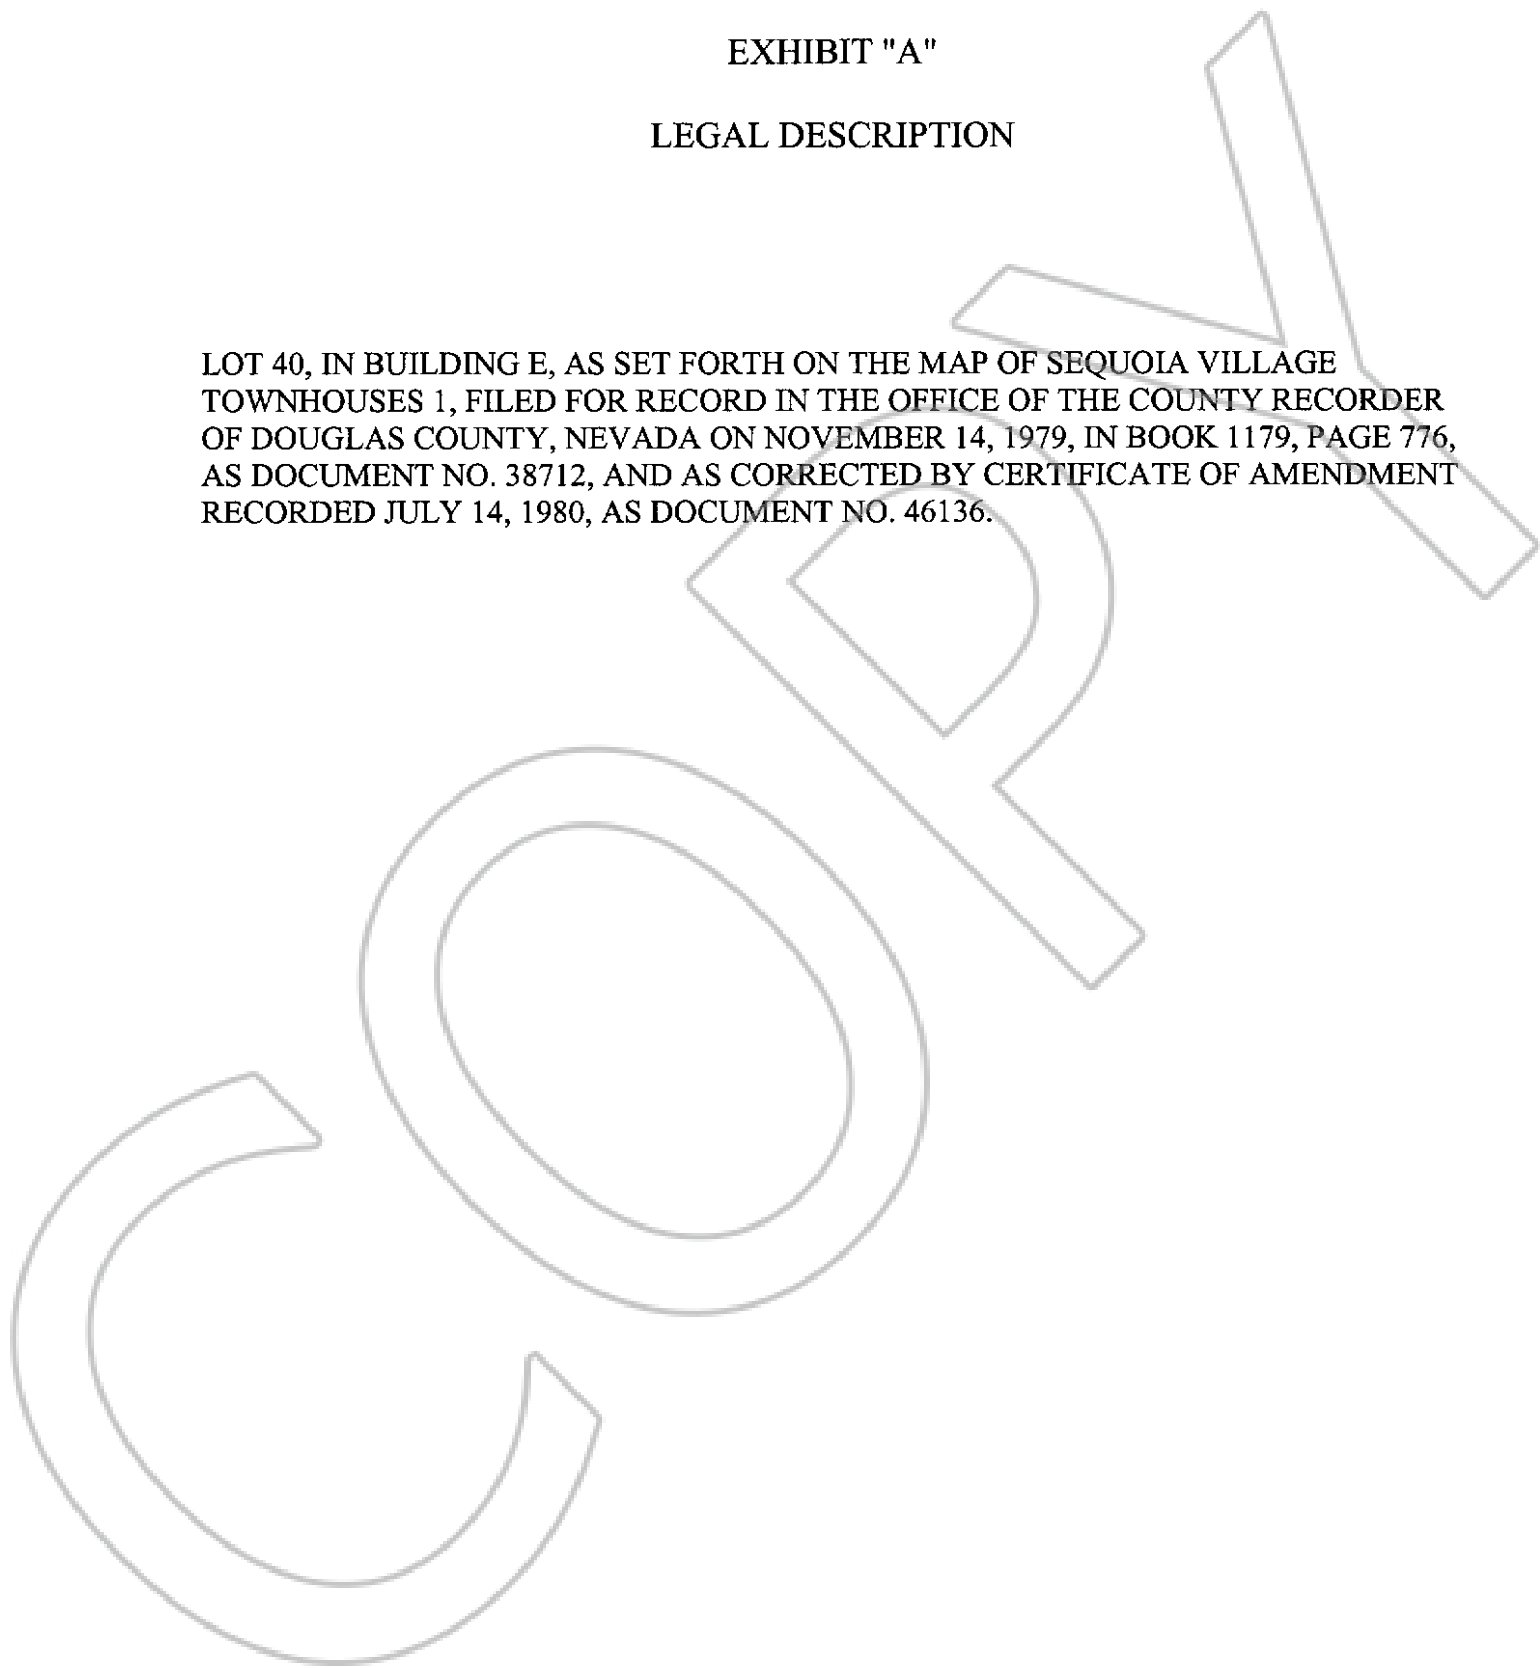 EXHIBIT "A"
LEGAL DESCRIPTION
LOT 40, IN BUILDING E, AS SET FORTH ON THE MAP OF SEQUOIA VILLAGE
TOWNHOUSES 1, FILED FOR RECORD IN THE OFFICE OF THE COUNTY RECORDER
OF DOUGLAS COUNTY, NEVADA ON NOVEMBER 14, 1979, IN BOOK 1179, PAGE 776,
AS DOCUMENT NO. 38712, AND AS CORRECTED BY CERTIFICATE OF AMENDMENT
RECORDED JULY 14, 1980, AS DOCUMENT NO. 46136.
COPY